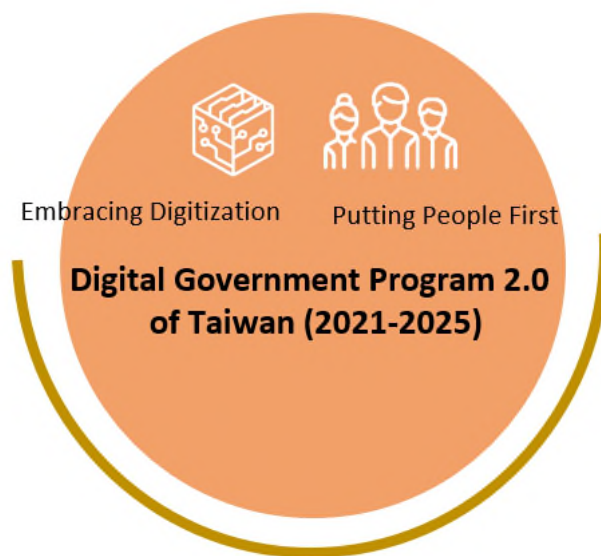 Embracing Digitization
Putting People First
Digital Government Program 2.0
of Taiwan (2021-2025)